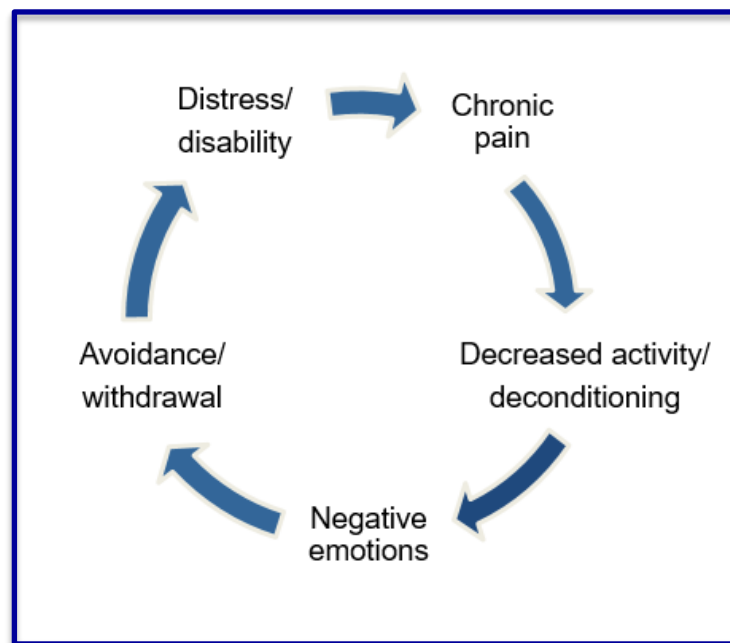 Distress/
disability
Chronic
pain
Decreased activity/
deconditioning
Negative
emotions
Avoidance/
withdrawal